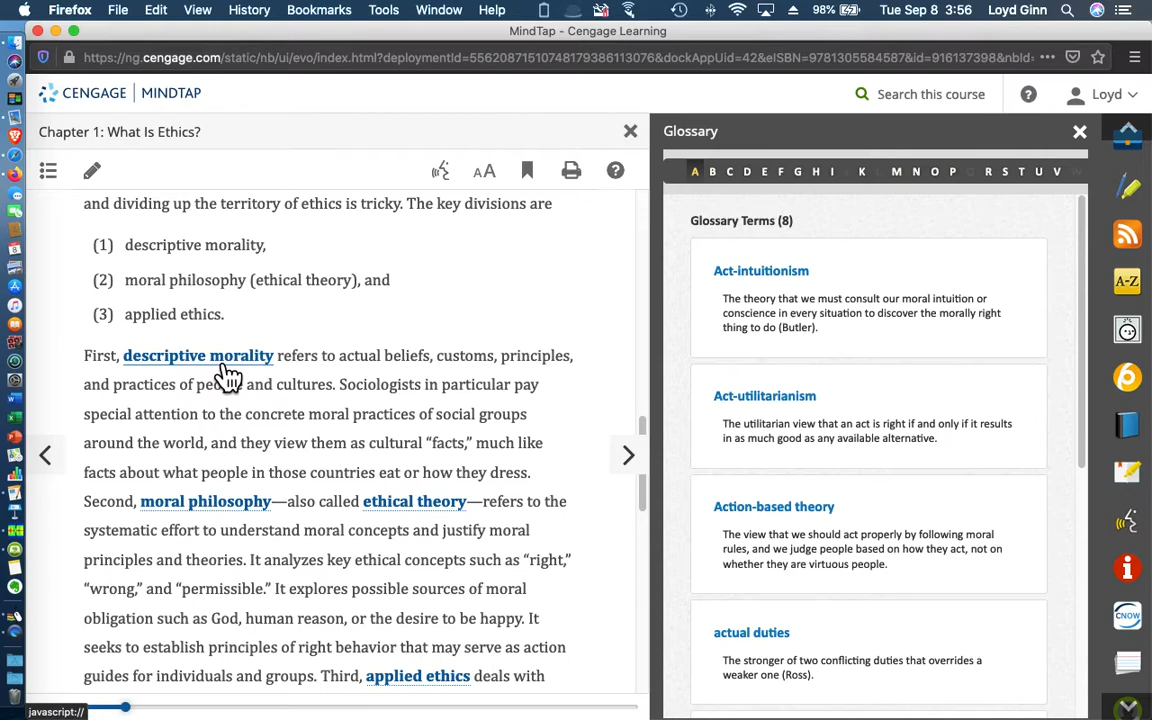 Firefox File Edit View History Bookmarks Tools Window Help 98% Tue Sep 8 3:56 Loyd Ginn
MindTap - Cengage Learning
https://ng.cengage.com/static/nb/ui/evo/index.html?deploymentId=5562087151074817938611307​6&dockAppUid=42&eISBN=9781305584587&id=916137398&nbId=
CENGAGE MINDTAP
Search this course
Loyd
Chapter 1: What Is Ethics?
and dividing up the territory of ethics is tricky. The key divisions are
(1) descriptive morality,
(2) moral philosophy (ethical theory), and
(3) applied ethics.
First, descriptive morality refers to actual beliefs, customs, principles,
and practices of and cultures. Sociologists in particular pay
special attention to the concrete moral practices of social groups
around the world, and they view them as cultural “facts,” much like
facts about what people in those countries eat or how they dress.
Second, moral philosophy—also called ethical theory—refers to the
systematic effort to understand moral concepts and justify moral
principles and theories. It analyzes key ethical concepts such as “right,”
“wrong,” and “permissible.” It explores possible sources of moral
obligation such as God, human reason, or the desire to be happy. It
seeks to establish principles of right behavior that may serve as action
guides for individuals and groups. Third, applied ethics deals with
javascript://
Glossary
A B C D E F G H I K L M N O P R S T U V
Glossary Terms (8)
Act-intuitionism
The theory that we must consult our moral intuition or
conscience in every situation to discover the morally right
thing to do (Butler).
Act-utilitarianism
The utilitarian view that an act is right if and only if it results
in as much good as any available alternative.
Action-based theory
The view that we should act properly by following moral
rules, and we judge people based on how they act, not on
whether they are virtuous people.
actual duties
The stronger of two conflicting duties that overrides a
weaker one (Ross).
A-Z
CNOW